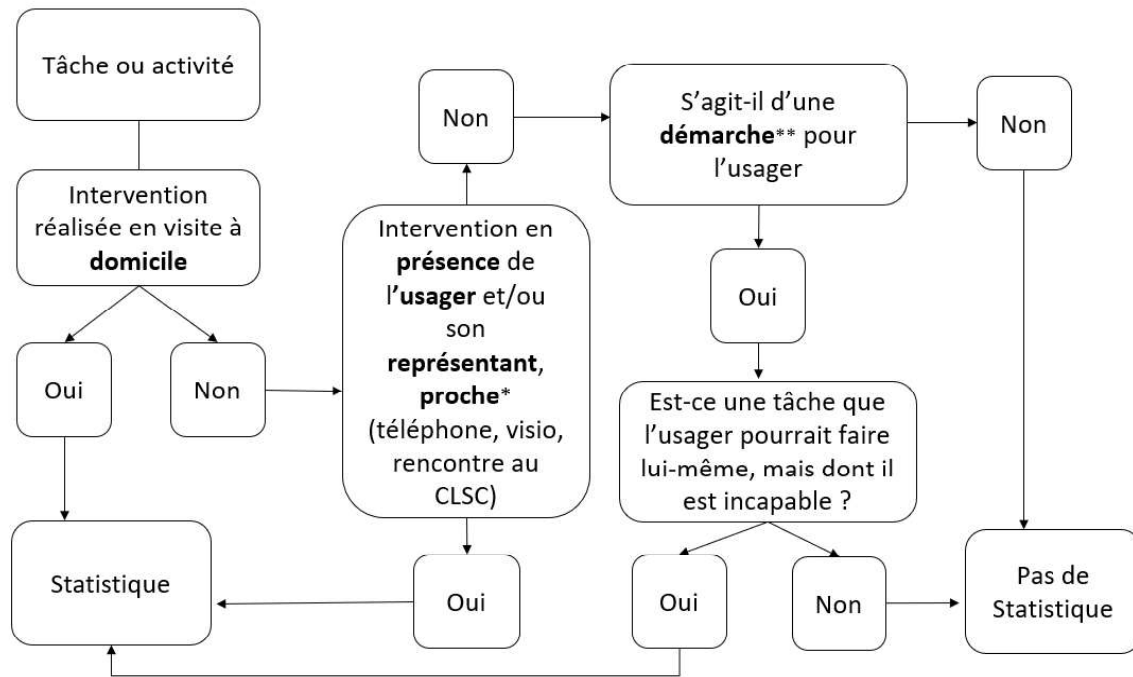 Tâche ou activité
Intervention
réalisée en visite à
domicile
Oui
Non
Statistique
Intervention en
présence de
l'usager et/ou
son
représentant,
proche*
(téléphone, visio,
rencontre au
CLSC)
Oui
Non
S'agit-il d'une
démarche** pour
l'usager
Non
Oui
Est-ce une tâche que
l'usager pourrait faire
lui-même, mais dont il
est incapable ?
Oui
Non
Pas de
Statistique